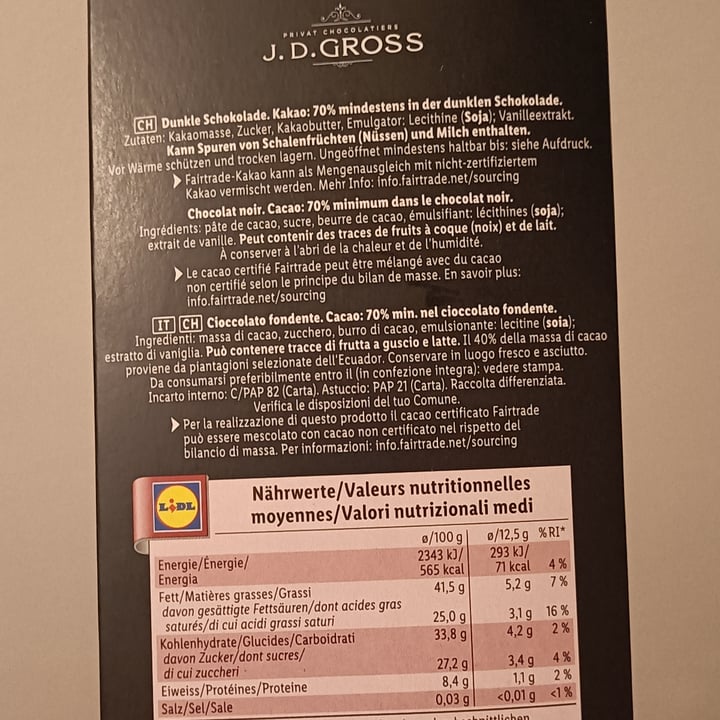 PRIVAT CHOCOLATIERS
J.D.GROSS
CH Dunkle Schokolade. Kakao: 70% mindestens in der dunklen Schokolade.
Zutaten: Kakaomasse, Zucker, Kakaobutter, Emulgator: Lecithine (Soja); Vanilleextrakt.
Kann Spuren von Schalenfrüchten (Nüssen) und Milch enthalten.
Vor Wärme schützen und trocken lagern. Ungeöffnet mindestens haltbar bis: siehe Aufdruck.
Fairtrade-Kakao kann als Mengenausgleich mit nicht-zertifiziertem
Kakao vermischt werden. Mehr Info: info.fairtrade.net/sourcing
Chocolat noir. Cacao: 70% minimum dans le chocolat noir.
Ingrédients: pâte de cacao, sucre, beurre de cacao, émulsifiant: lécithines (soja);
extrait de vanille. Peut contenir des traces de fruits à coque (noix) et de lait.
À conserver à l'abri de la chaleur et de l'humidité.
Le cacao certifié Fairtrade peut être mélangé avec du cacao
non certifié selon le principe du bilan de masse. En savoir plus:
info.fairtrade.net/sourcing
IT CH Cioccolato fondente. Cacao: 70% min. nel cioccolato fondente.
Ingredienti: massa di cacao, zucchero, burro di cacao, emulsionante: lecitine (soia);
estratto di vaniglia. Può contenere tracce di frutta a guscio e latte. Il 40% della massa di cacao
proviene da piantagioni selezionate dell'Ecuador. Conservare in luogo fresco e asciutto.
Da consumarsi preferibilmente entro il (in confezione integra): vedere stampa.
Incarto interno: C/PAP 82 (Carta). Astuccio: PAP 21 (Carta). Raccolta differenziata.
Verifica le disposizioni del tuo Comune.
Per la realizzazione di questo prodotto il cacao certificato Fairtrade
può essere mescolato con cacao non certificato nel rispetto del
bilancio di massa. Per informazioni: info.fairtrade.net/sourcing
LIDL
Nährwerte/Valeurs nutritionnelles
moyennes/Valori nutrizionali medi
ø/100 g ø/12,5 g %RI*
Energie/Énergie/ 2343 kJ/ 293 kJ/
Energia 565 kcal 71 kcal 4 %
Fett/Matières grasses/Grassi 41,5 g 5,2 g 7 %
davon gesättigte Fettsäuren/dont acides gras
saturés/di cui acidi grassi saturi 25,0 g 3,1 g 16 %
Kohlenhydrate/Glucides/Carboidrati 33,8 g 4,2 g 2 %
davon Zucker/dont sucres/
di cui zuccheri 27,2 g 3,4 g 4 %
Eiweiss/Protéines/Proteine 8,4 g 1,1 g 2 %
Salz/Sel/Sale 0,03 g <0,01 g <1 %